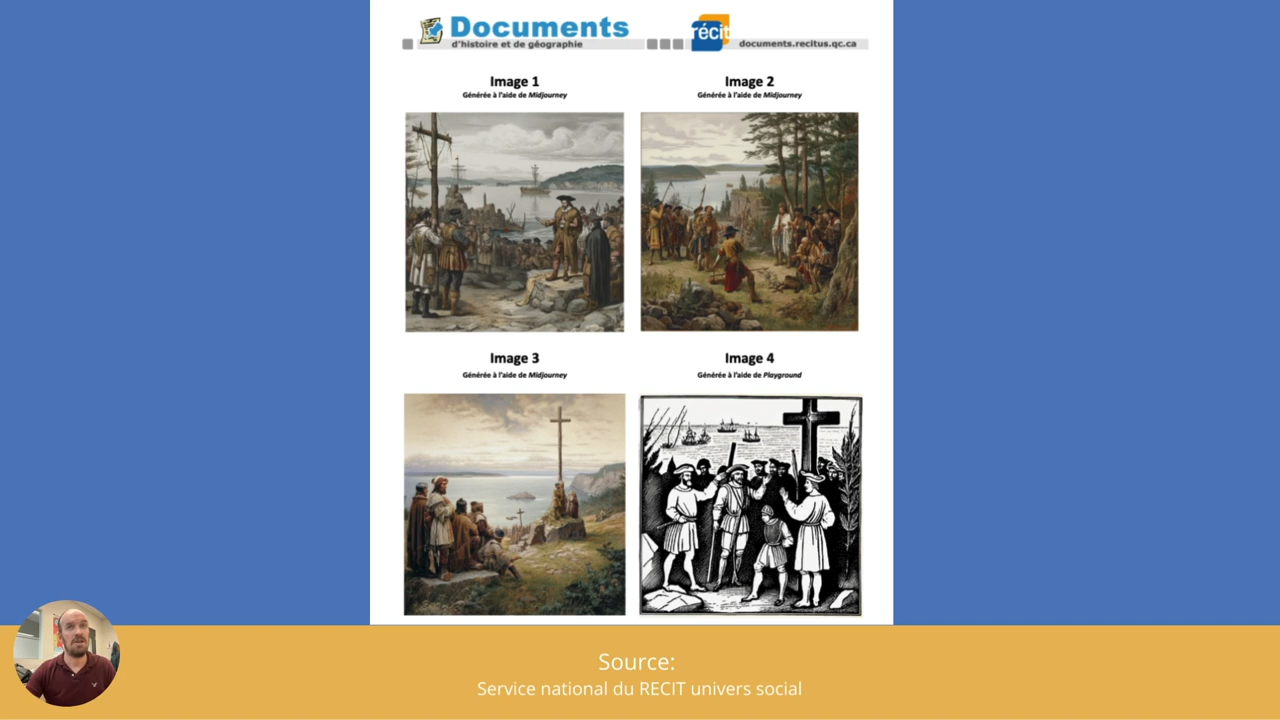 Documents
d'histoire et de géographie
récit
documents.recitus.qc.ca
Image 1
Générée à l'aide de Midjourney
Image 2
Générée à l'aide de Midjourney
Image 3
Générée à l'aide de Midjourney
Image 4
Générée à l'aide de Playground
Source:
Service national du RECIT univers social